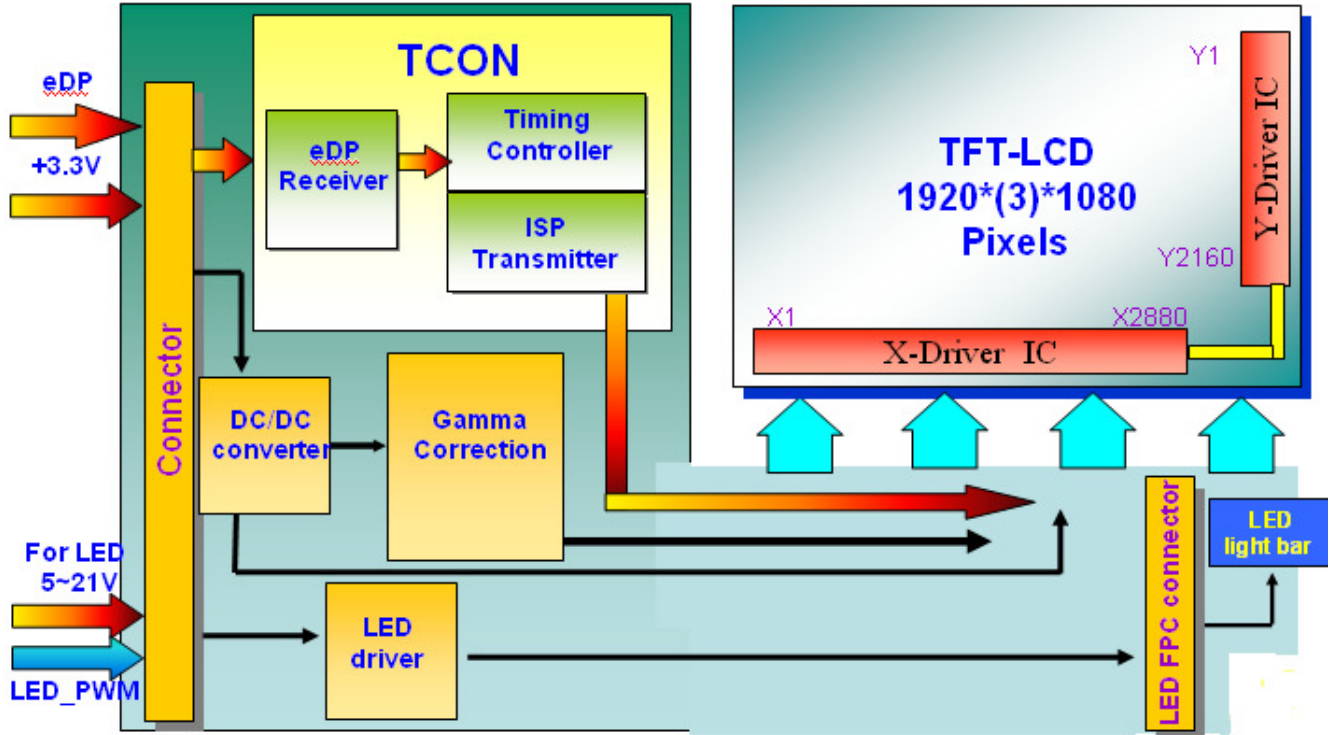 eDP
+3.3V
For LED
5~21V
LED_PWM
Connector
TCON
eDP
Receiver
Timing
Controller
ISP
Transmitter
DC/DC
converter
Gamma
Correction
LED
driver
TFT-LCD
1920*(3)*1080
Pixels
Y1
Y-Driver IC
Y2160
X1
X2880
X-Driver IC
LED FPC connector
LED
light bar